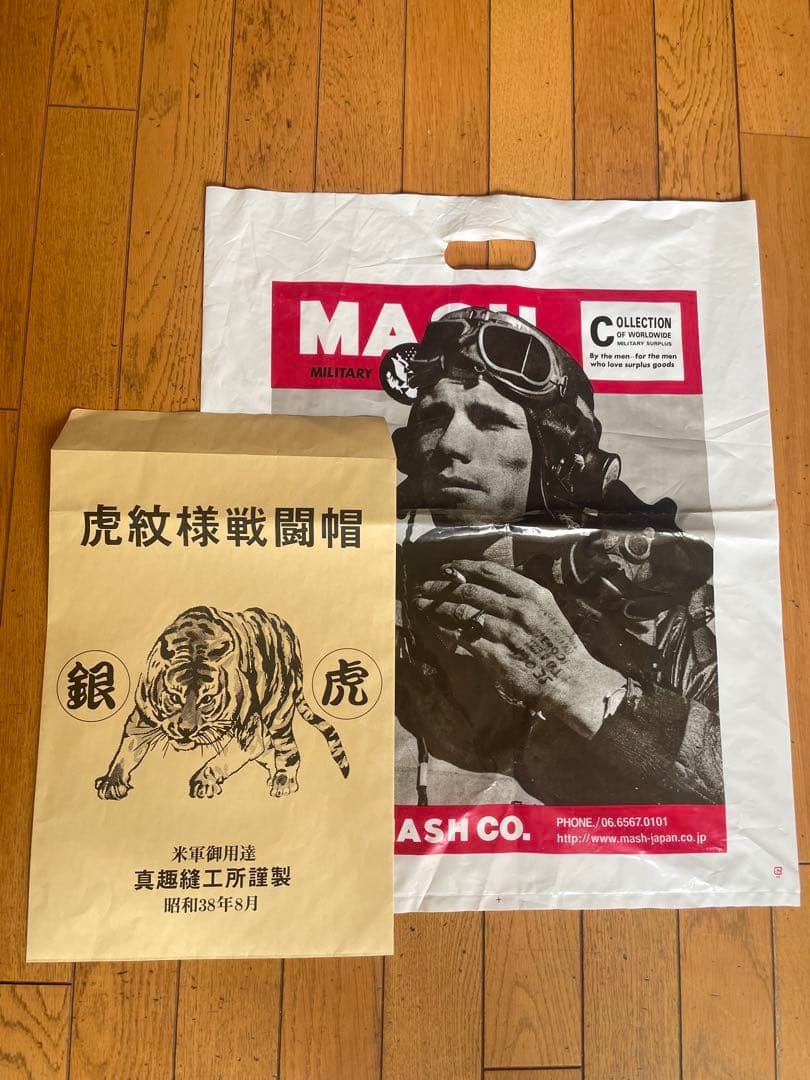 虎紋様戦闘帽
銀
虎
米軍御用達
真趣縫工所謹製
昭和38年8月
MASH
MILITARY
COLLECTION
OF WORLDWIDE
MILITARY SURPLUS
By the men··for the men
who love surplus goods
MASH CO.
PHONE./06.6567.0101
http://www.mash-japan.co.jp